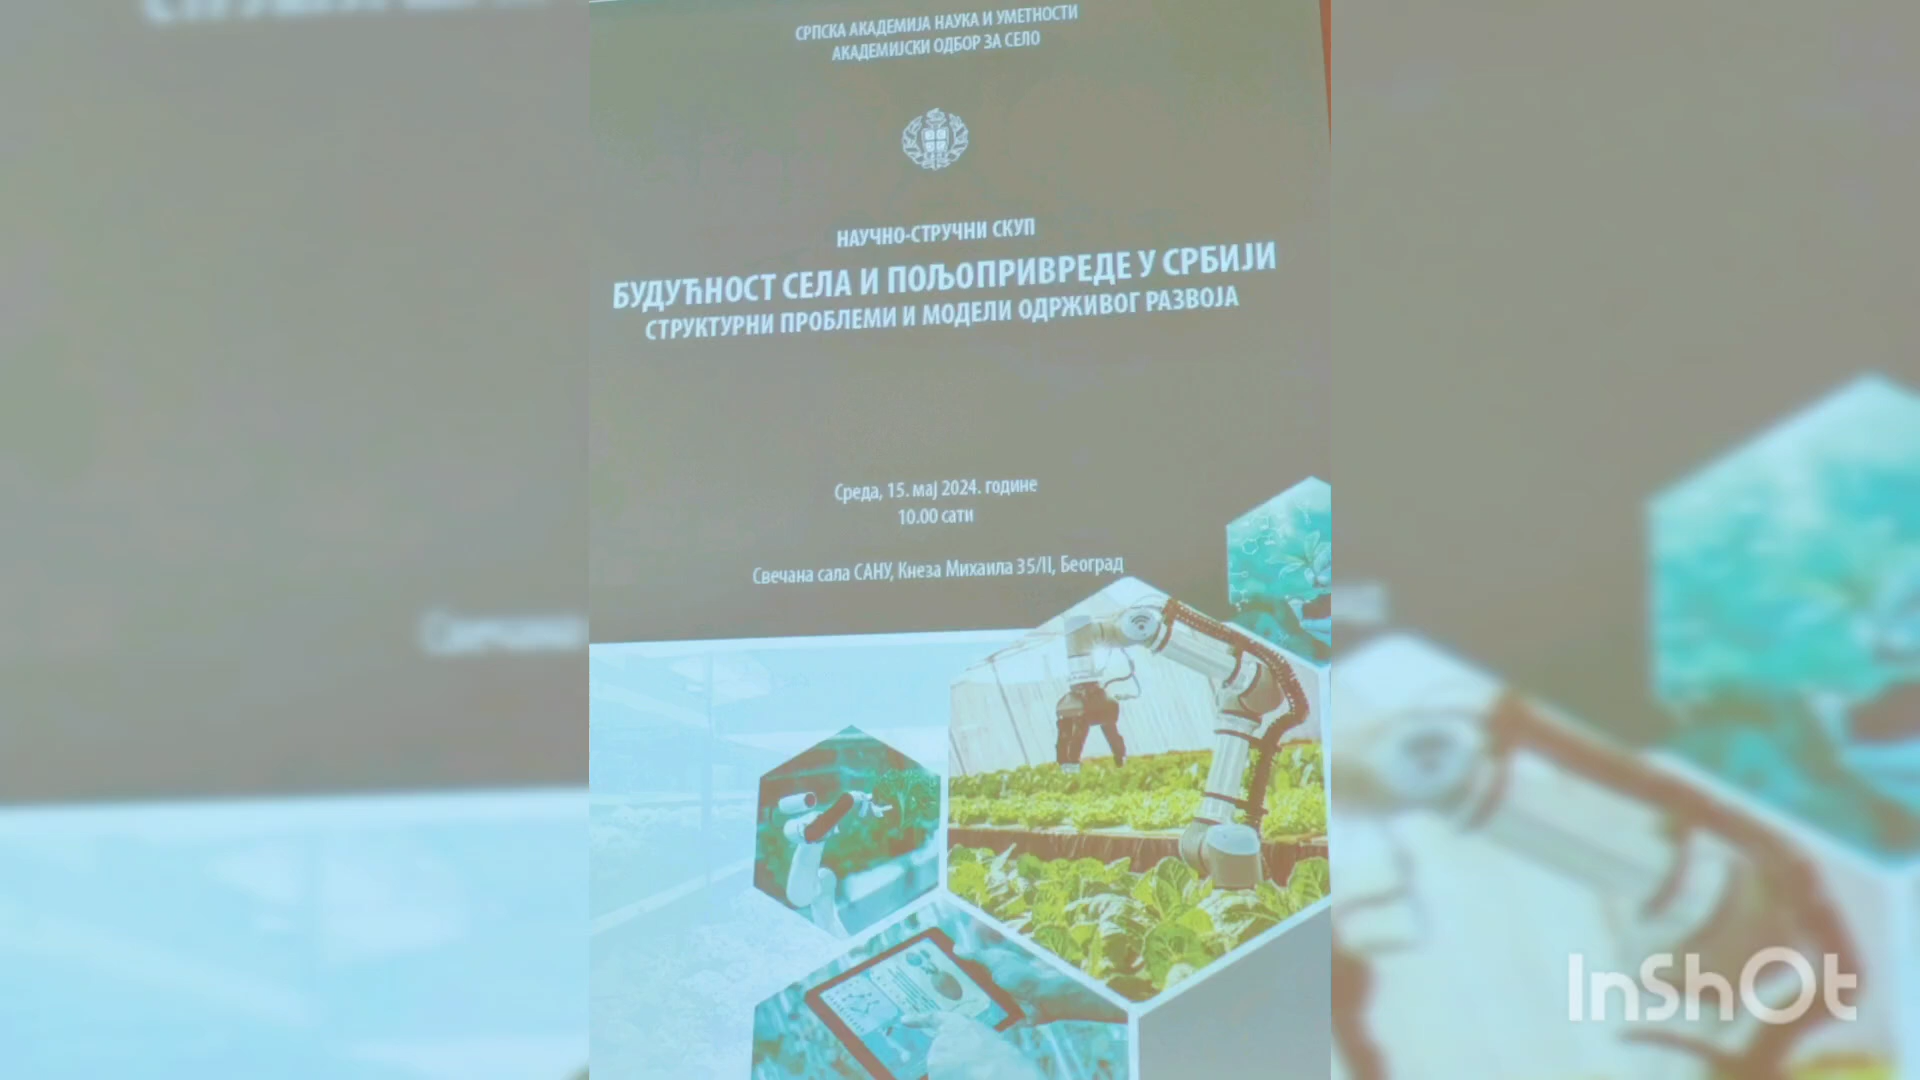 СРПСКА АКАДЕМИЈА НАУКА И УМЕТНОСТИ
АКАДЕМИЈСКИ ОДБОР ЗА СЕЛО
НАУЧНО-СТРУЧНИ СКУП
БУДУЋНОСТ СЕЛА И ПОЉОПРИВРЕДЕ У СРБИЈИ
СТРУКТУРНИ ПРОБЛЕМИ И МОДЕЛИ ОДРЖИВОГ РАЗВОЈА
Среда, 15. мај 2024. године
10.00 сати
Свечана сала САНУ, Кнеза Михаила 35/II, Београд
Свечана
InShOt